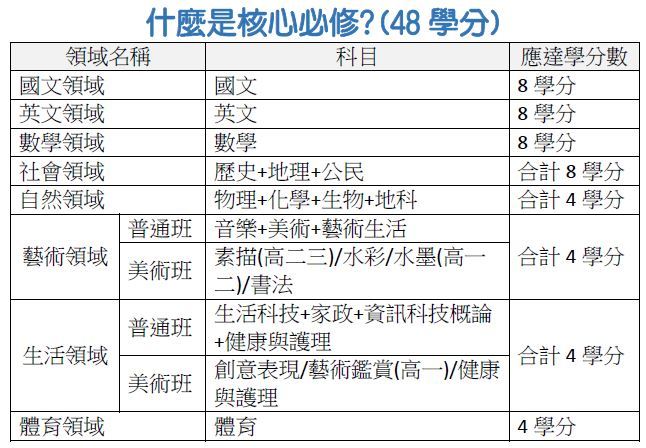 什麼是核心必修?(48 學分)
領域名稱 科目 應達學分數
國文領域 國文 8 學分
英文領域 英文 8 學分
數學領域 數學 8 學分
社會領域 歷史+地理+公民 合計 8 學分
自然領域 物理+化學+生物+地科 合計 4 學分
藝術領域 普通班 音樂+美術+藝術生活 合計 4 學分
美術班 素描(高二三)/水彩/水墨(高一
二)/書法
生活領域 普通班 生活科技+家政+資訊科技概論
+健康與護理 合計 4 學分
美術班 創意表現/藝術鑑賞(高一)/健康
與護理
體育領域 體育 4 學分